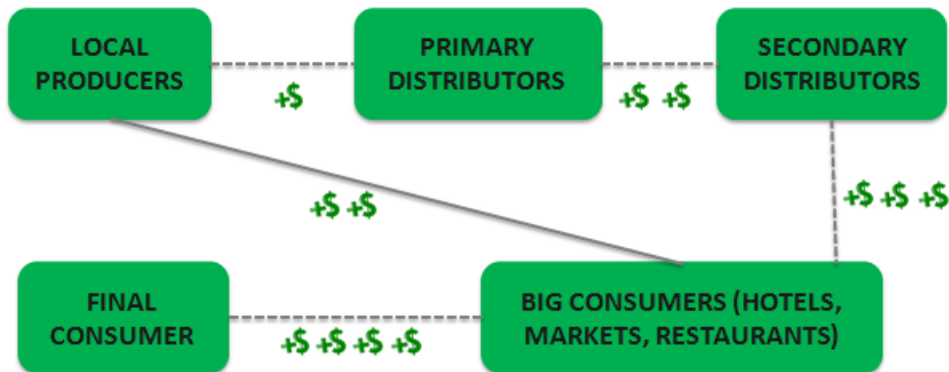 LOCAL
PRODUCERS
PRIMARY
DISTRIBUTORS
SECONDARY
DISTRIBUTORS
+$
+$ +$
+$ +$
+$ +$ +$
FINAL
CONSUMER
BIG CONSUMERS (HOTELS,
MARKETS, RESTAURANTS)
+$ +$ +$ +$